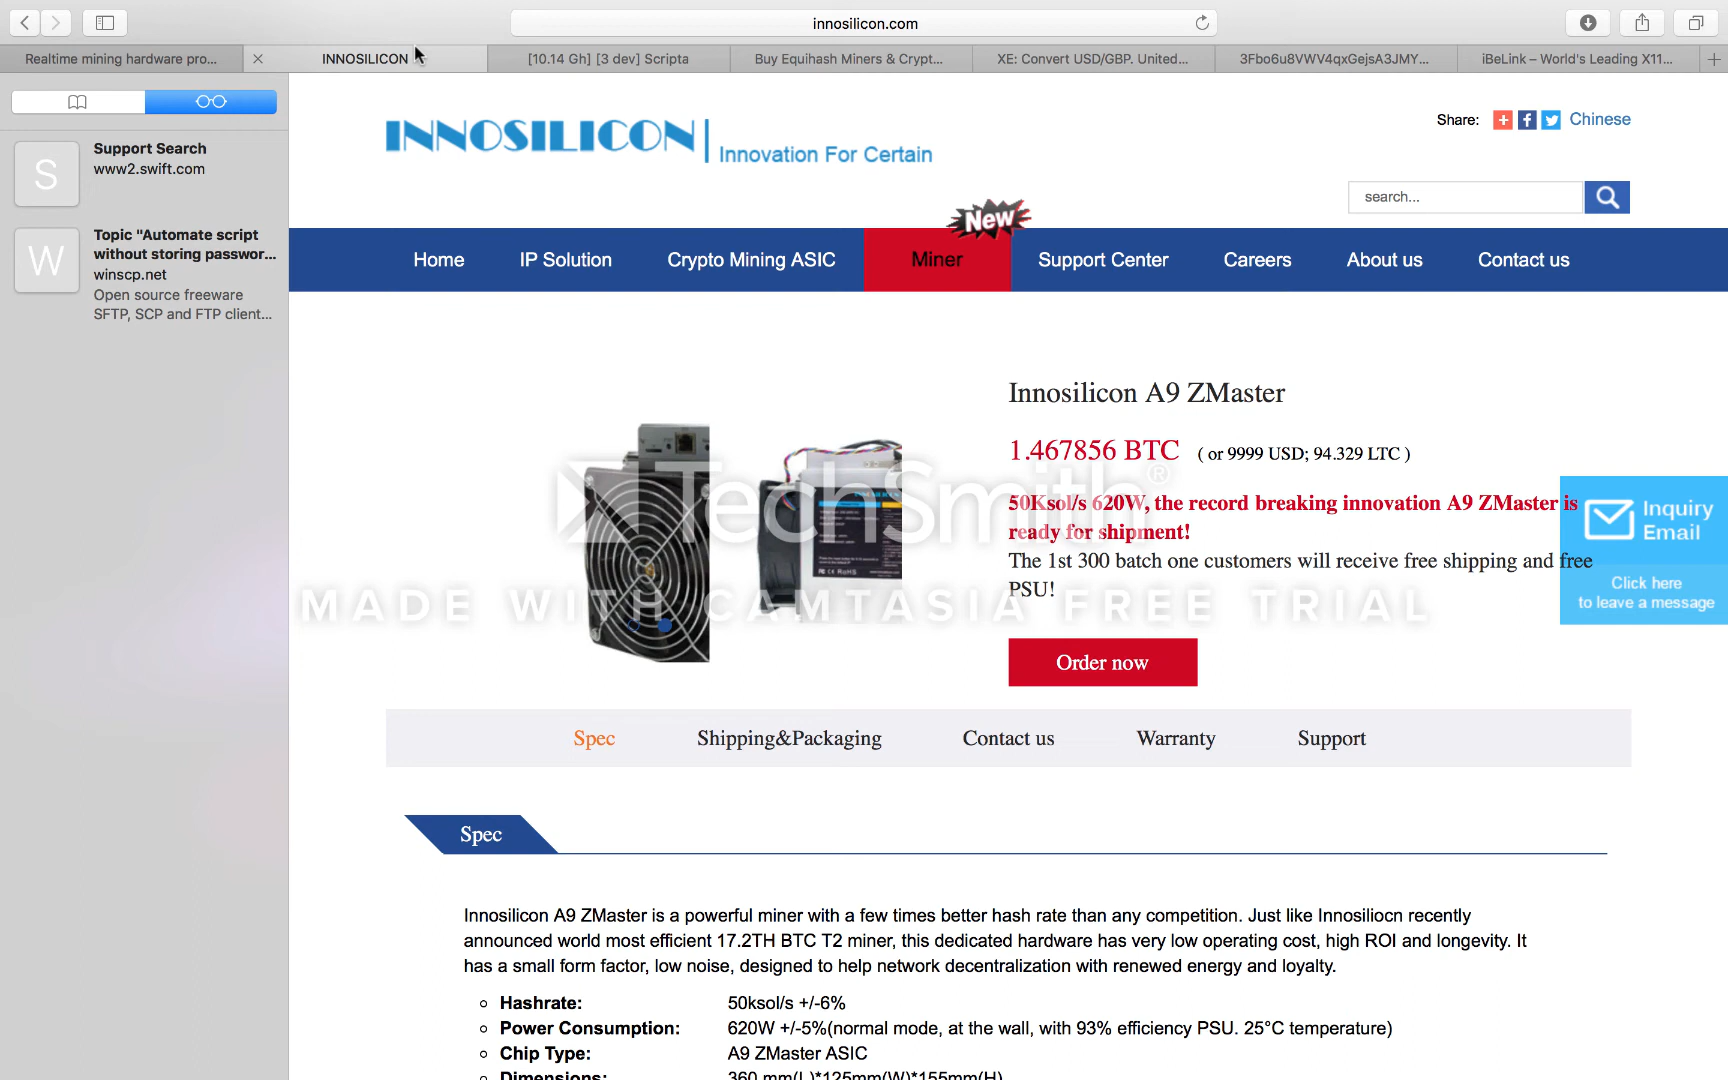 innosilicon.com
Realtime mining hardware pro...
INNOSILICON
[10.14 Gh] [3 dev] Scripta
Buy Equihash Miners & Crypt...
XE: Convert USD/GBP. United...
3Fbo6u8VWV4qxGejsA3JMY...
iBeLink – World's Leading X11...
S
Support Search
www2.swift.com
W
Topic "Automate script
without storing passwor...
winscp.net
Open source freeware
SFTP, SCP and FTP client...
INNOSILICON
Innovation For Certain
Share:
Chinese
search...
New
Home
IP Solution
Crypto Mining ASIC
Miner
Support Center
Careers
About us
Contact us
Innosilicon A9 ZMaster
1.467856 BTC ( or 9999 USD; 94.329 LTC )
50Ksol/s 620W, the record breaking innovation A9 ZMaster is
ready for shipment!
The 1st 300 batch one customers will receive free shipping and free
PSU!
TechSmith®
MADE WITH CAMTASIA FREE TRIAL
Inquiry
Email
Click here
to leave a message
Order now
Spec
Shipping&Packaging
Contact us
Warranty
Support
Spec
Innosilicon A9 ZMaster is a powerful miner with a few times better hash rate than any competition. Just like Innosiliocn recently
announced world most efficient 17.2TH BTC T2 miner, this dedicated hardware has very low operating cost, high ROI and longevity. It
has a small form factor, low noise, designed to help network decentralization with renewed energy and loyalty.
Hashrate: 50ksol/s +/-6%
Power Consumption: 620W +/-5%(normal mode, at the wall, with 93% efficiency PSU. 25°C temperature)
Chip Type: A9 ZMaster ASIC
Dimensions: 360 mm(L)*125mm(W)*155mm(H)